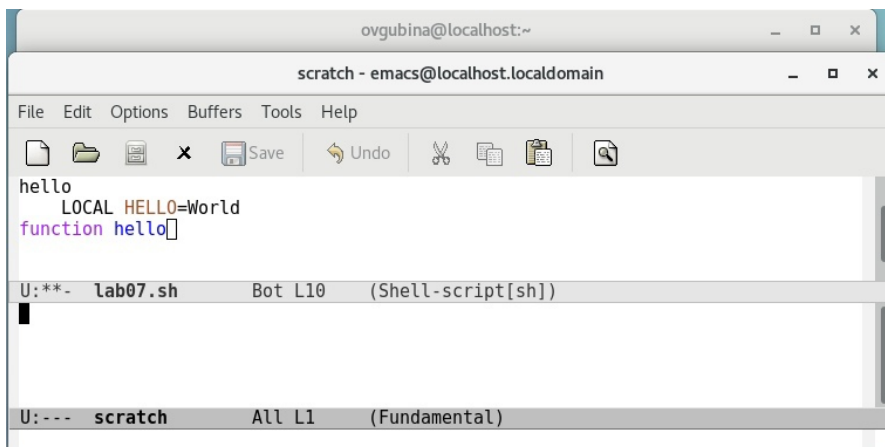 ovgubina@localhost:~
scratch - emacs@localhost.localdomain
File Edit Options Buffers Tools Help
Save Undo
hello
    LOCAL HELLO=World
function hello
U:**-  lab07.sh       Bot L10    (Shell-script[sh])
U:---  scratch        All L1     (Fundamental)